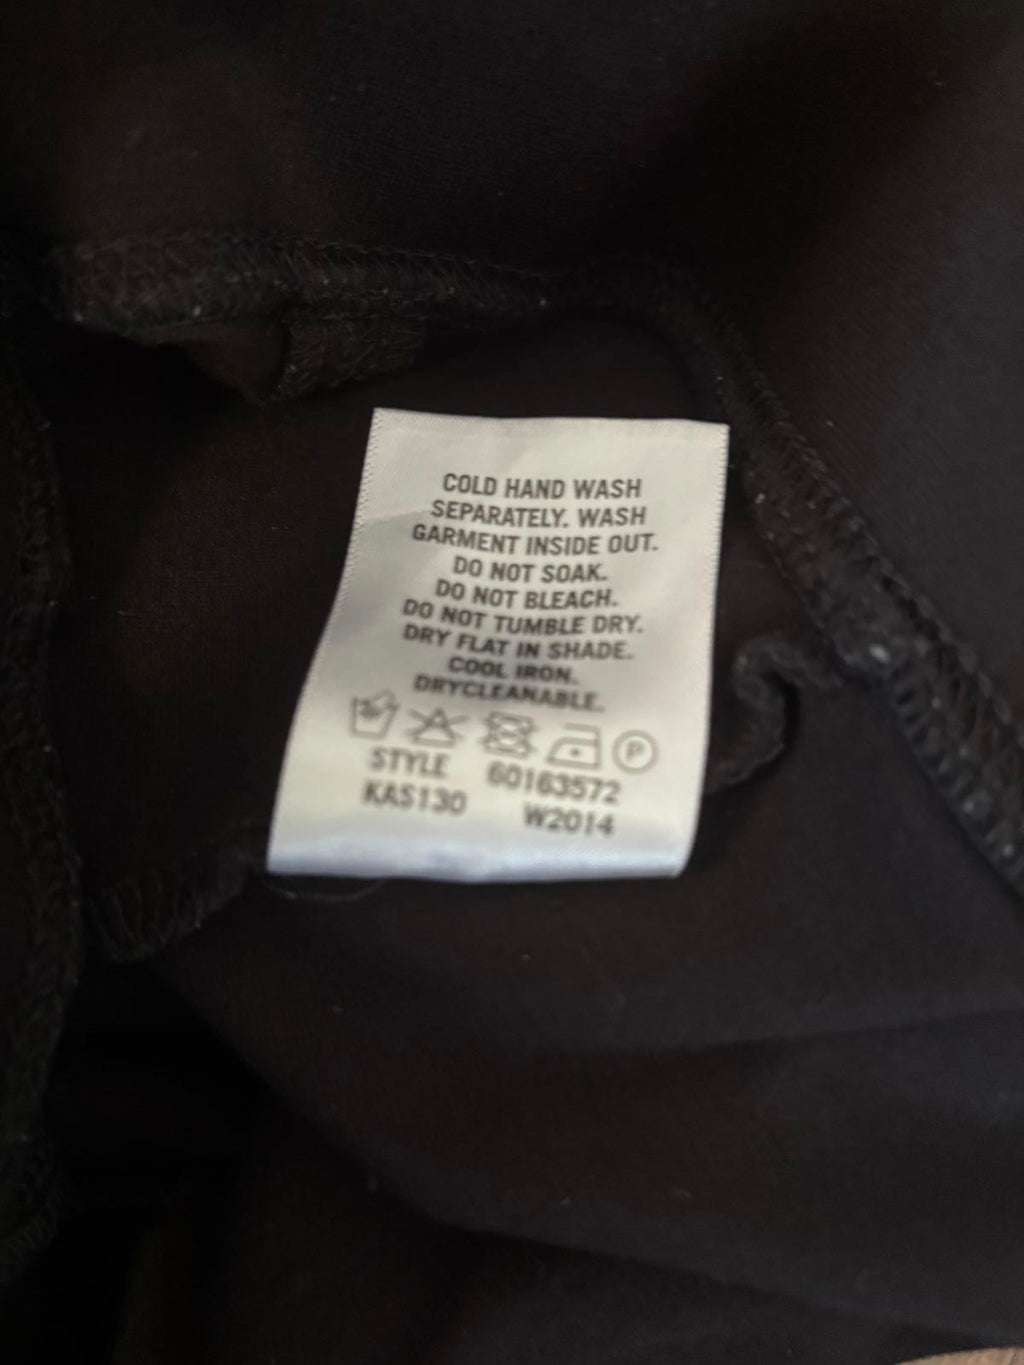 COLD HAND WASH
SEPARATELY. WASH
GARMENT INSIDE OUT.
DO NOT SOAK.
DO NOT BLEACH.
DO NOT TUMBLE DRY.
DRY FLAT IN SHADE.
COOL IRON.
DRYCLEANABLE.
P
STYLE 60163572
KAS130 W2014